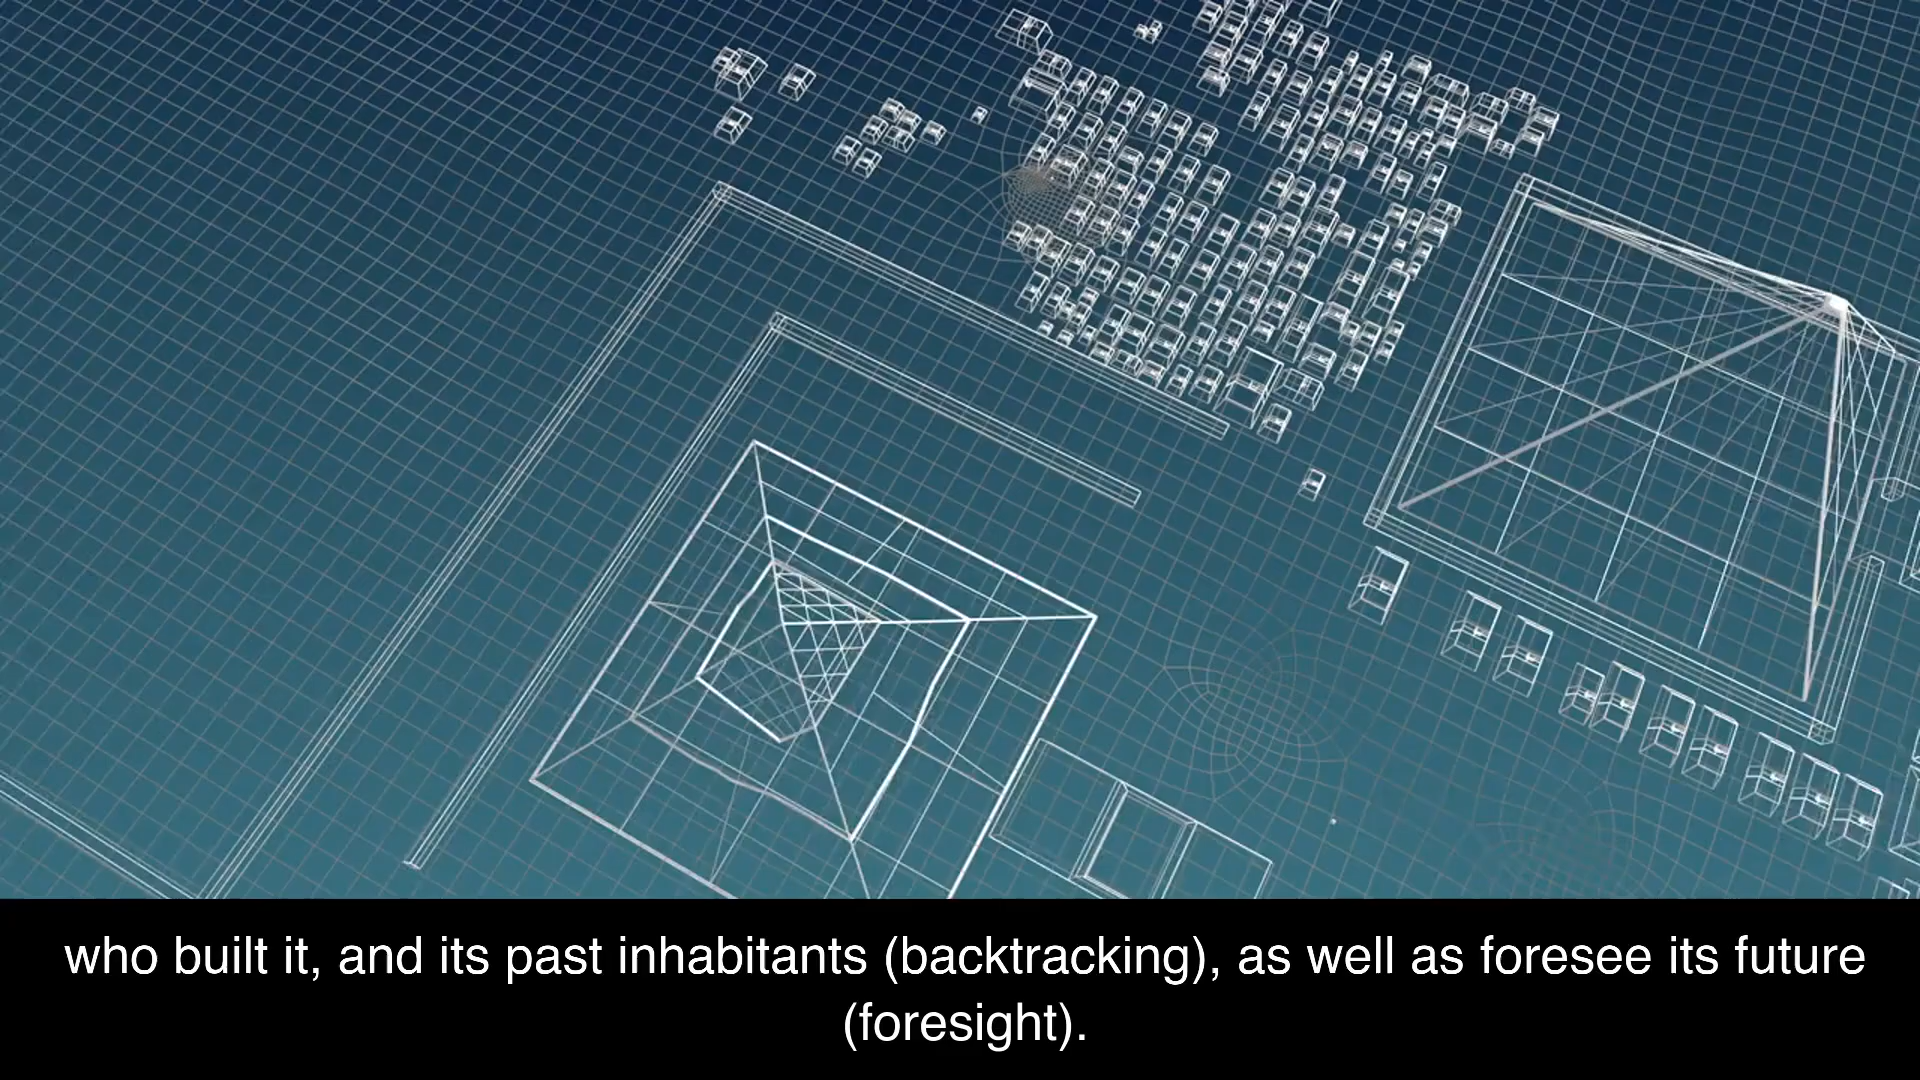 who built it, and its past inhabitants (backtracking), as well as foresee its future
(foresight).